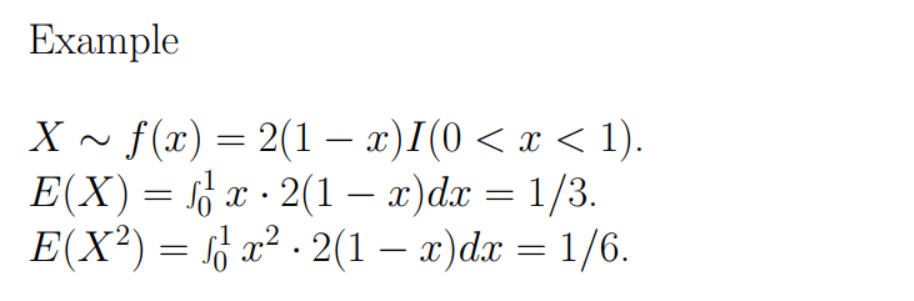 Example
X ∼ f(x) = 2(1 − x)I(0 < x < 1).
E(X) = ∫₀¹ x · 2(1 − x)dx = 1/3.
E(X²) = ∫₀¹ x² · 2(1 − x)dx = 1/6.